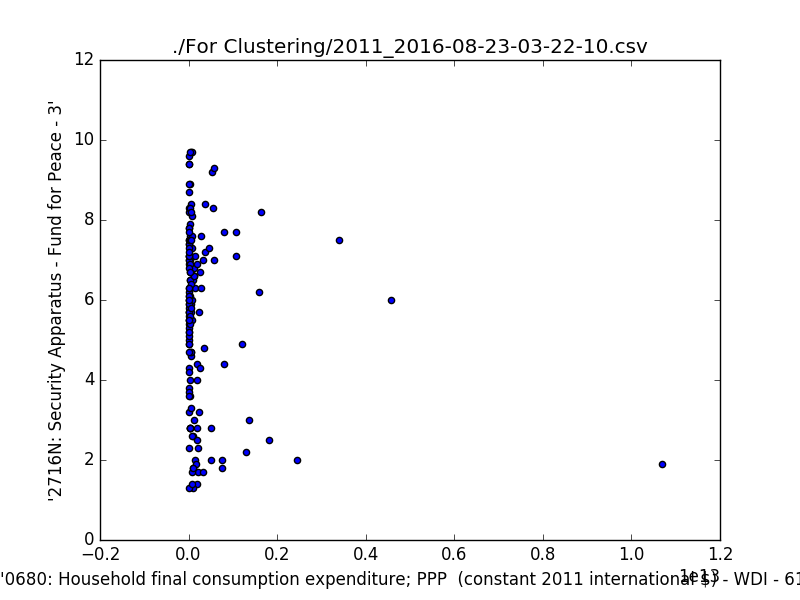 ./For Clustering/2011_2016-08-23-03-22-10.csv
12
10
8
6
4
2
0
'2716N: Security Apparatus - Fund for Peace - 3'
−0.2 0.0 0.2 0.4 0.6 0.8 1.0 1.2
1e13
'0680: Household final consumption expenditure; PPP (constant 2011 international $) - WDI - 61